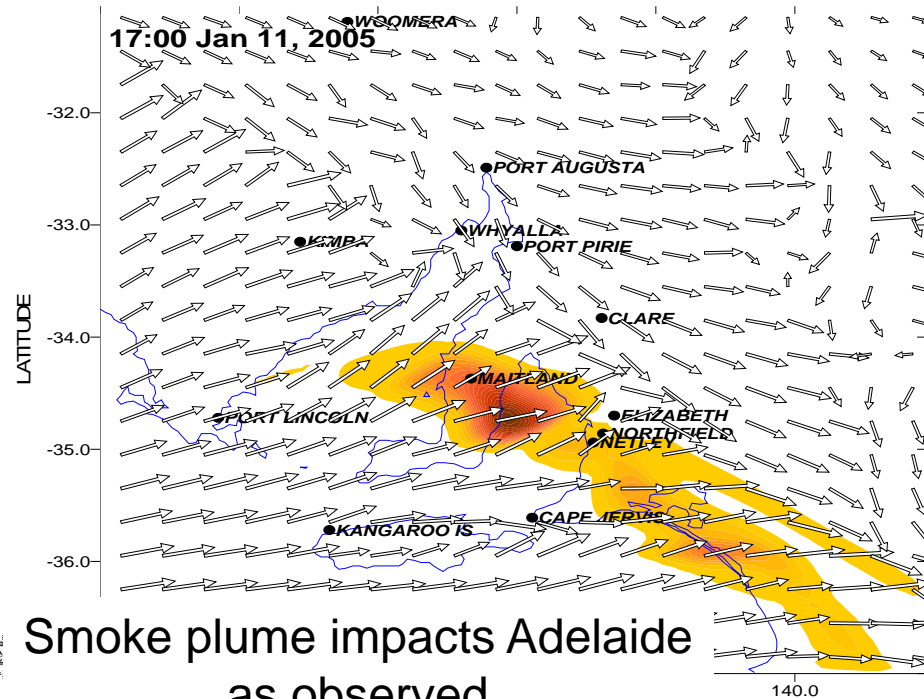 WOOMERA
17:00 Jan 11, 2005
-32.0
PORT AUGUSTA
-33.0
WHYALLA
KIMBA
PORT PIRIE
CLARE
LATITUDE
-34.0
MAITLAND
PORT LINCOLN
ELIZABETH
NORTHFIELD
NETLEY
-35.0
CAPE JERVIS
KANGAROO IS
-36.0
Smoke plume impacts Adelaide
as observed
140.0